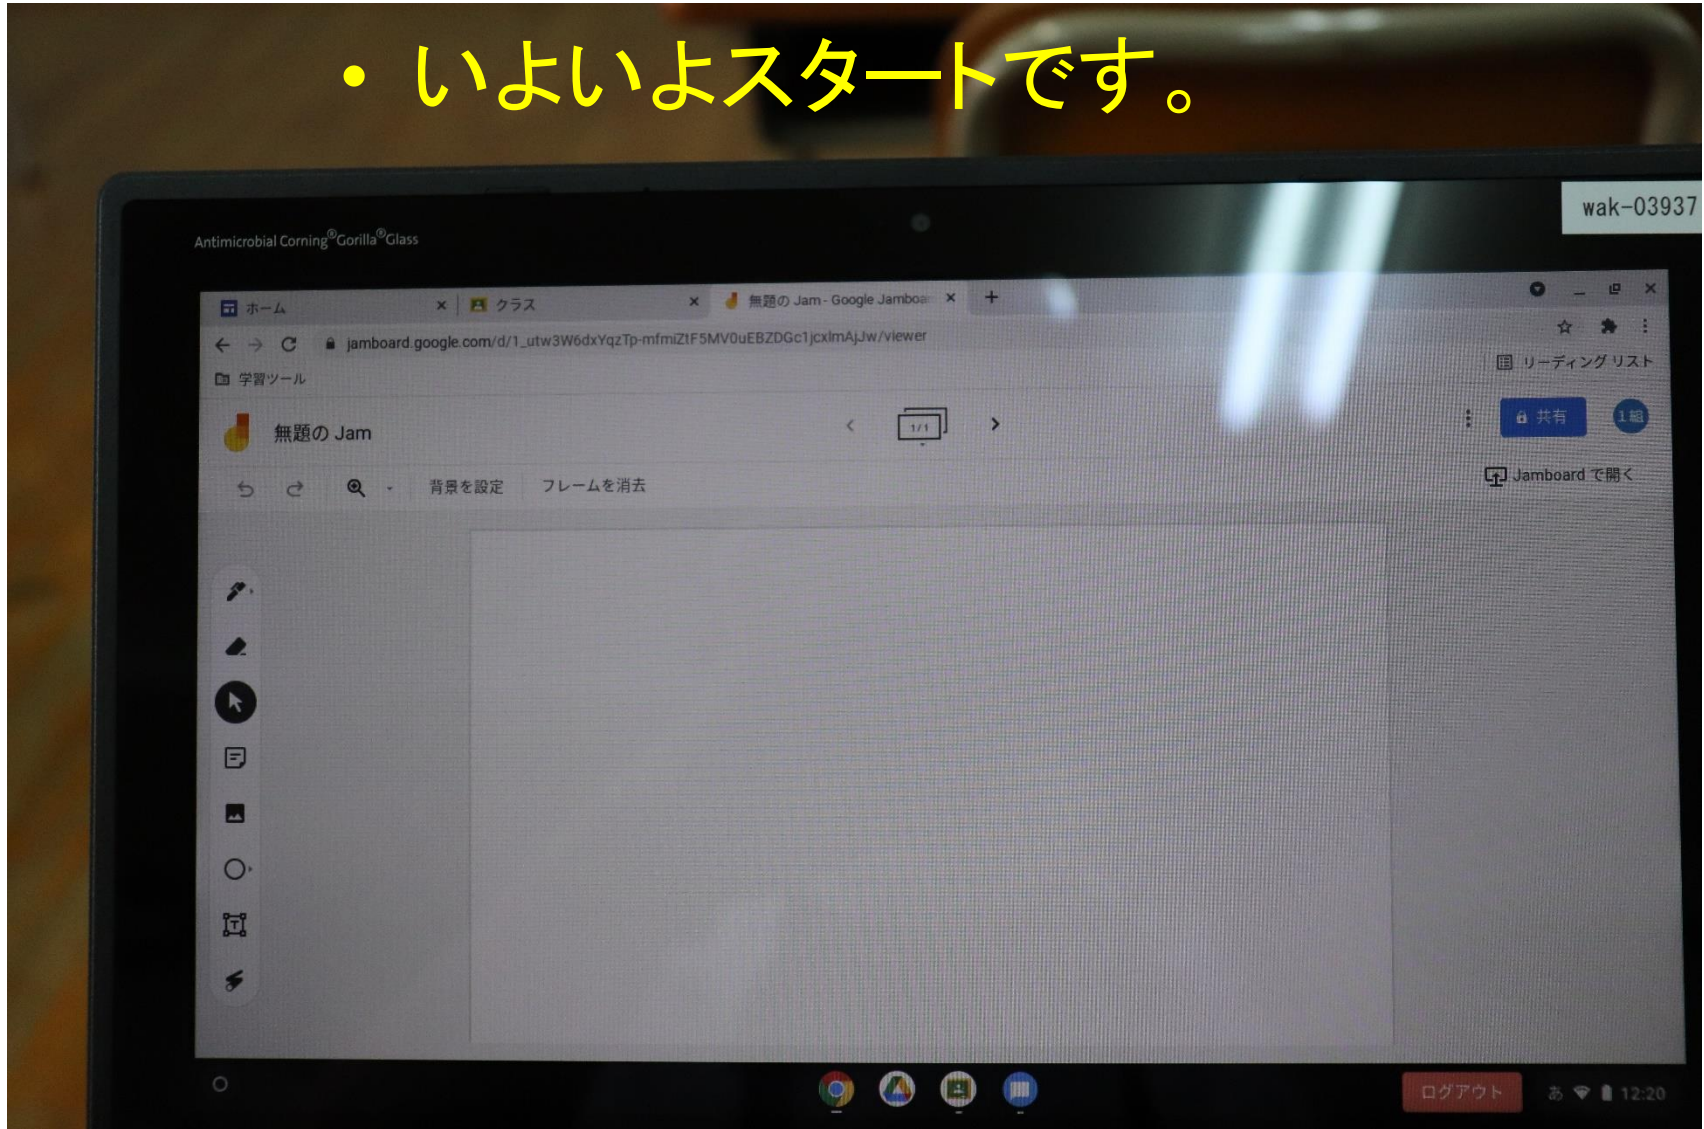 ・いよいよスタートです。
wak-03937
Antimicrobial Corning®Gorilla®Glass
ホーム
クラス
無題の Jam - Google Jamboa
jamboard.google.com/d/1_utw3W6dxYqzTp-mfmiZtF5MV0uEBZDGc1jcxlmAjJw/viewer
学習ツール
リーディング リスト
無題の Jam
1/1
共有
1組
背景を設定
フレームを消去
Jamboard で開く
ログアウト
あ
12:20